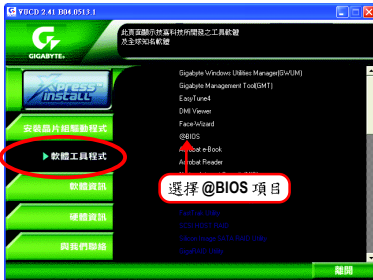 VUCD 2.41 B04.0513.1
GIGABYTE
此頁面顯示技嘉科技所開發之工具軟體
及全球知名軟體
Xpress
INSTALL
安裝晶片組驅動程式
軟體工具程式
軟體資訊
硬體資訊
與我們聯絡
Gigabyte Windows Utilities Manager(GWUM)
Gigabyte Management Tool(GMT)
EasyTune4
DMI Viewer
Face-Wizard
@BIOS
Acrobat e-Book
Acrobat Reader
選擇 @BIOS 項目
離開